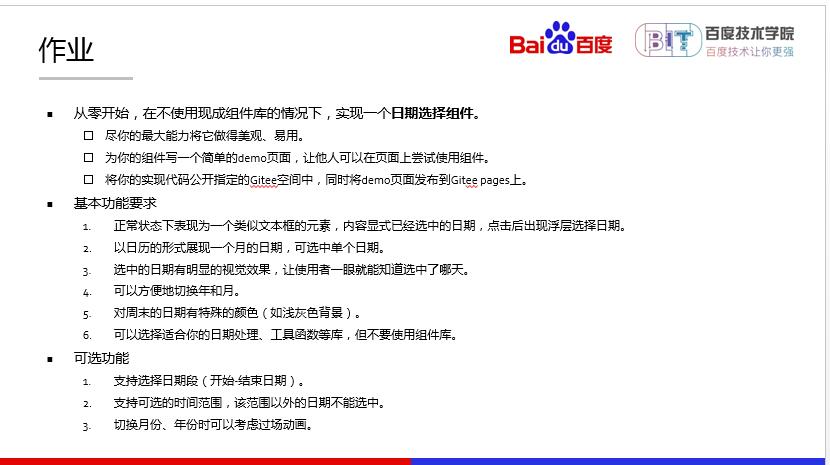 作业
Bai du 百度
BIT 百度技术学院
百度技术让你更强
从零开始，在不使用现成组件库的情况下，实现一个日期选择组件。
尽你的最大能力将它做得美观、易用。
为你的组件写一个简单的demo页面，让他人可以在页面上尝试使用组件。
将你的实现代码公开指定的Gitee空间中，同时将demo页面发布到Gitee pages上。
基本功能要求
1. 正常状态下表现为一个类似文本框的元素，内容显式已经选中的日期，点击后出现浮层选择日期。
2. 以日历的形式展现一个月的日期，可选中单个日期。
3. 选中的日期有明显的视觉效果，让使用者一眼就能知道选中了哪天。
4. 可以方便地切换年和月。
5. 对周末的日期有特殊的颜色（如浅灰色背景）。
6. 可以选择适合你的日期处理、工具函数等库，但不要使用组件库。
可选功能
1. 支持选择日期段（开始-结束日期）。
2. 支持可选的时间范围，该范围以外的日期不能选中。
3. 切换月份、年份时可以考虑过场动画。